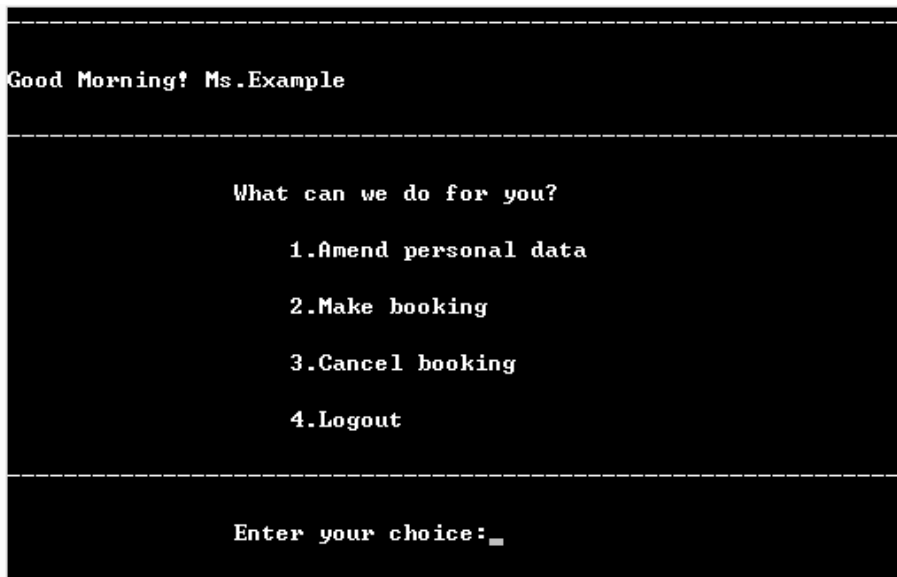 Good Morning! Ms.Example
What can we do for you?
1.Amend personal data
2.Make booking
3.Cancel booking
4.Logout
Enter your choice:_